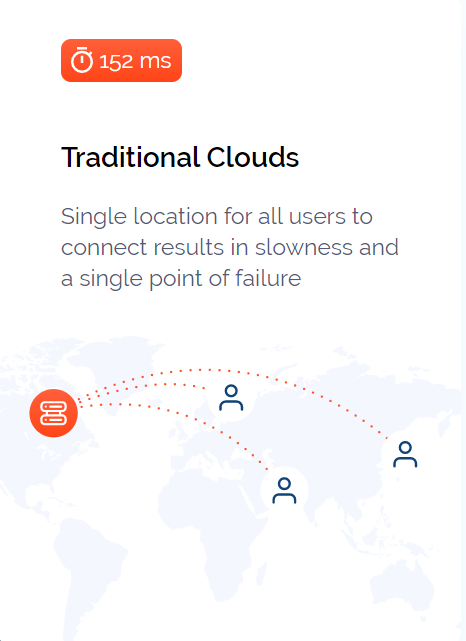 152 ms
Traditional Clouds
Single location for all users to
connect results in slowness and
a single point of failure